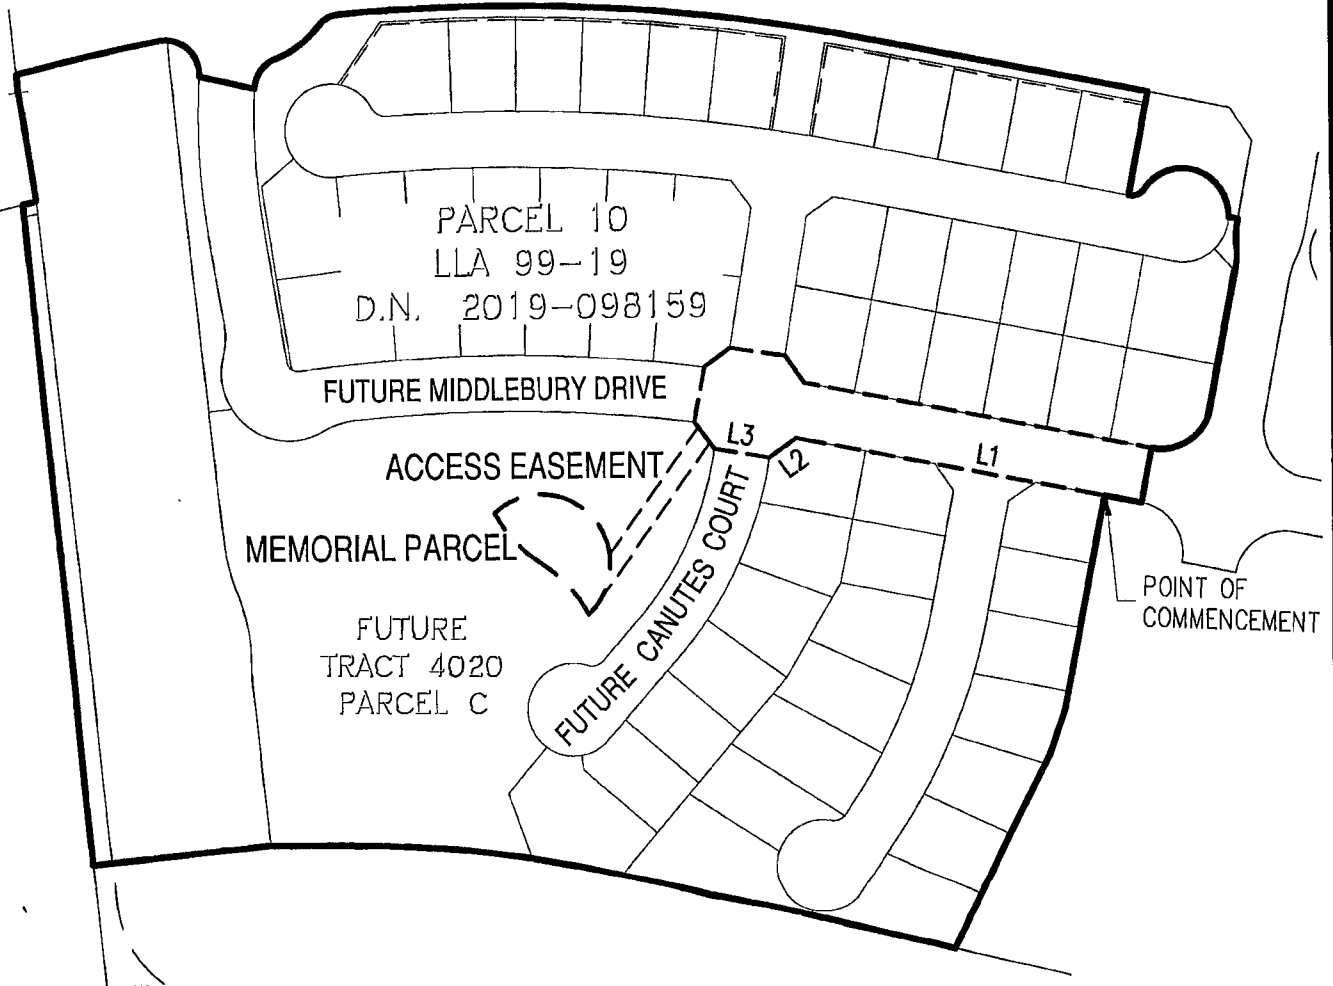 PARCEL 10
LLA 99-19
D.N. 2019-098159
FUTURE MIDDLEBURY DRIVE
L3
L2
L1
ACCESS EASEMENT
MEMORIAL PARCEL
FUTURE CANUTES COURT
POINT OF
COMMENCEMENT
FUTURE
TRACT 4020
PARCEL C